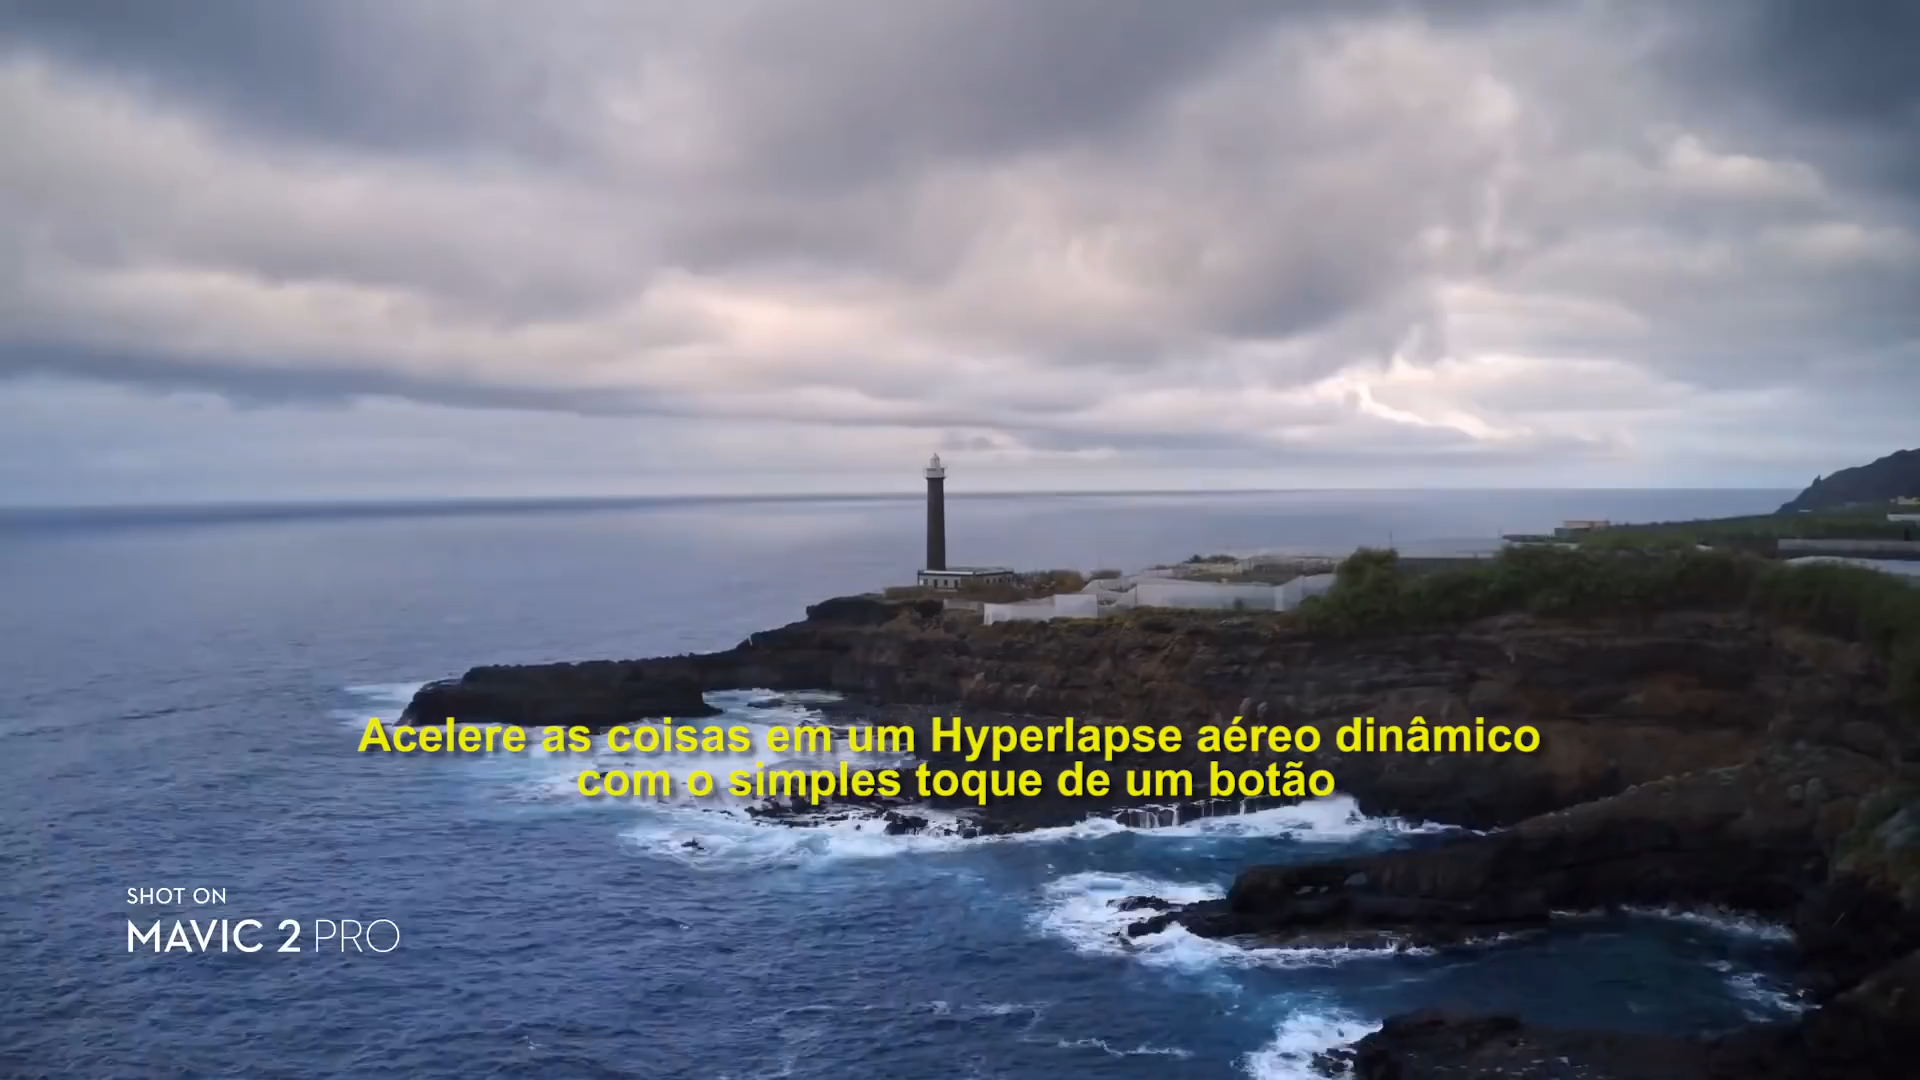 Acelere as coisas em um Hyperlapse aéreo dinâmico
com o simples toque de um botão
SHOT ON
MAVIC 2 PRO